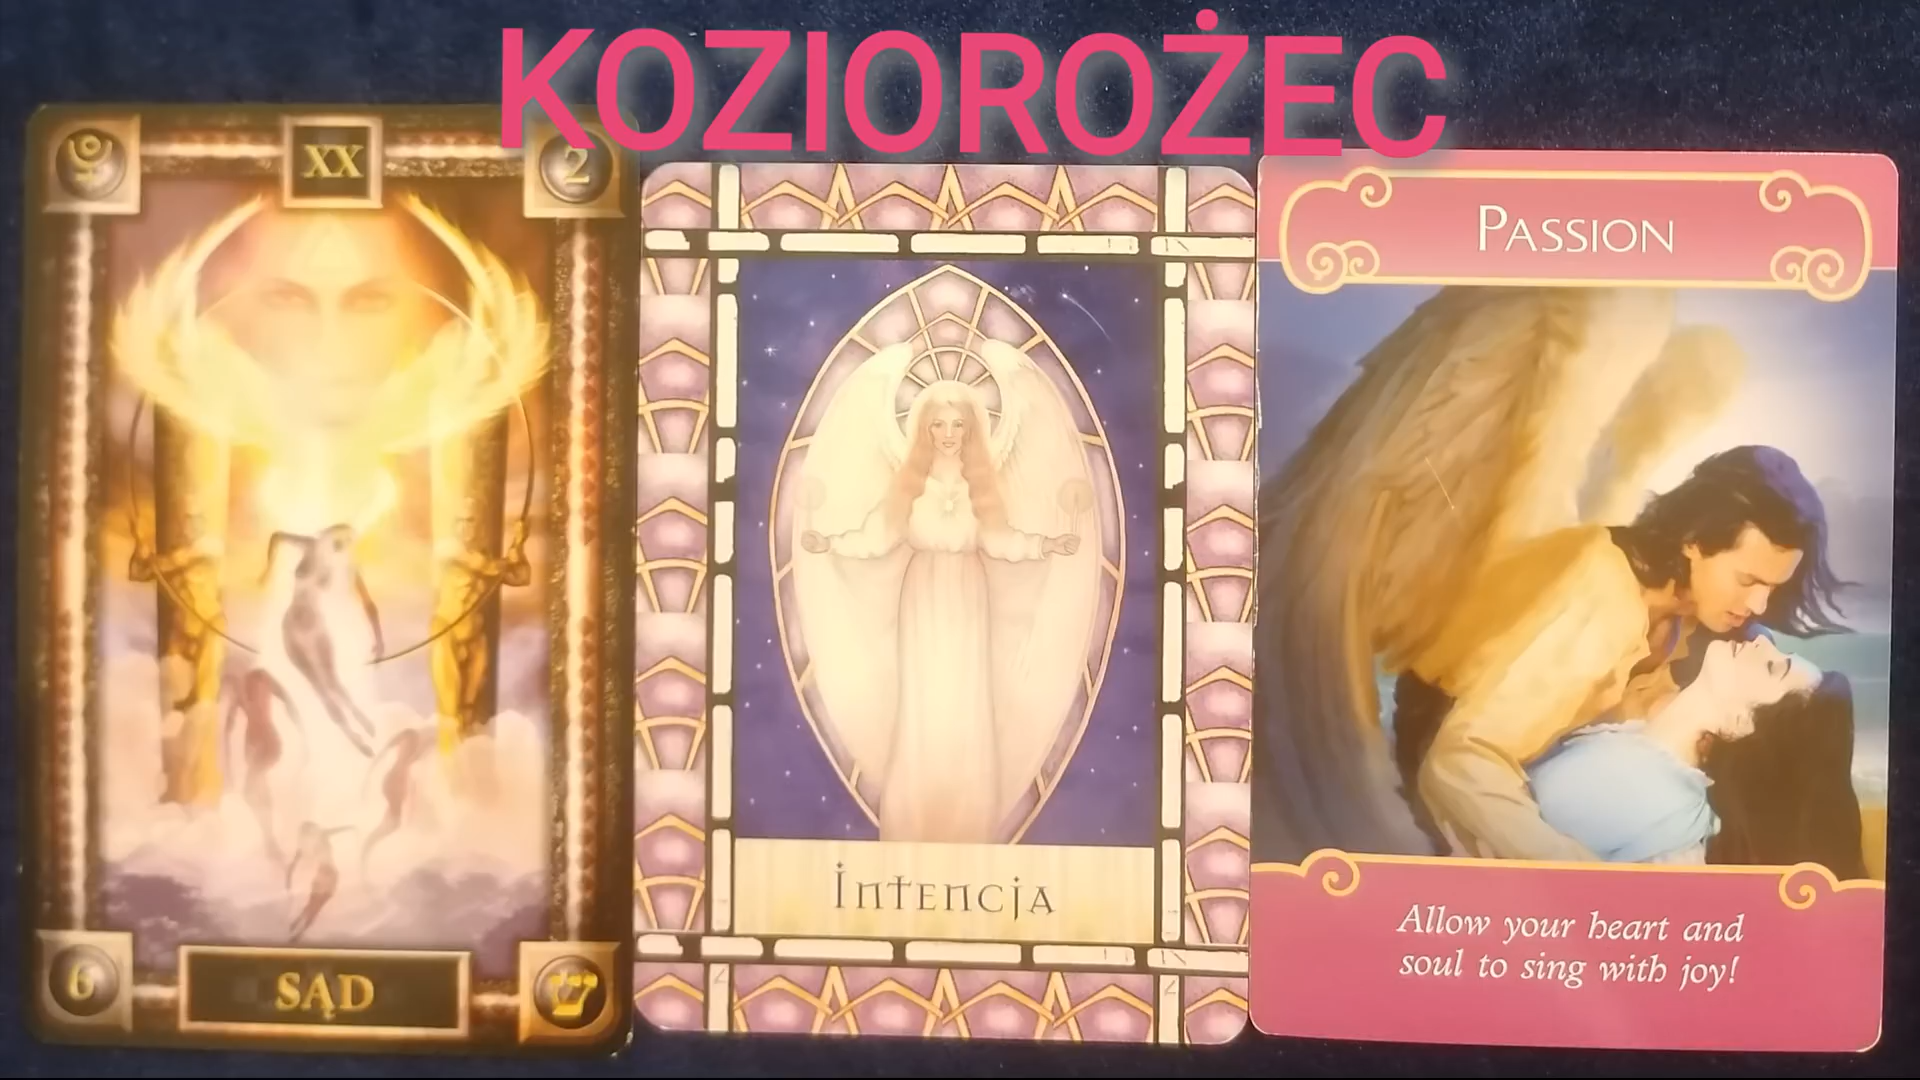 KOZIOROŻEC
XX
2
6
SĄD
ש
Intencja
PASSION
Allow your heart and
soul to sing with joy!